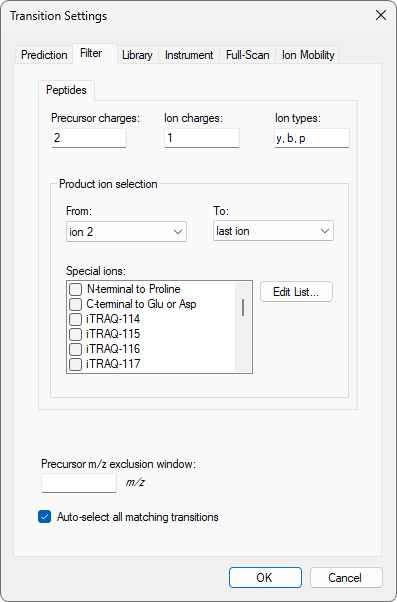 Transition Settings
Prediction Filter Library Instrument Full-Scan Ion Mobility
Peptides
Precursor charges: Ion charges: Ion types:
2 1 y, b, p
Product ion selection
From: To:
ion 2 last ion
Special ions:
N-terminal to Proline
C-terminal to Glu or Asp
iTRAQ-114
iTRAQ-115
iTRAQ-116
iTRAQ-117
Edit List...
Precursor m/z exclusion window:
m/z
Auto-select all matching transitions
OK Cancel